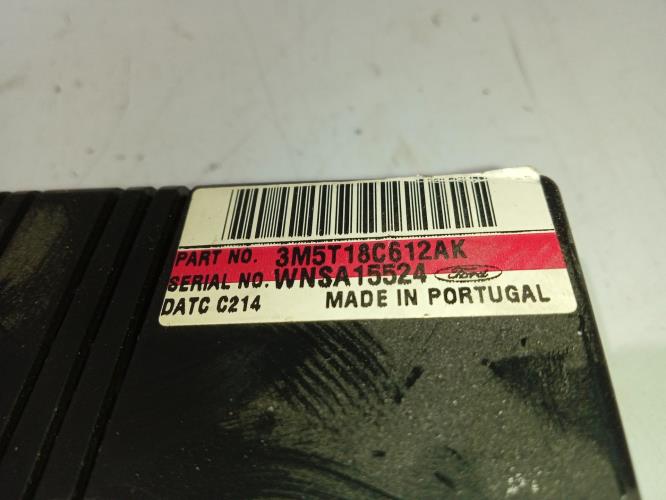 PART NO. 3M5T18C612AK
SERIAL NO. WNSA15524 Ford
DATC C214 MADE IN PORTUGAL